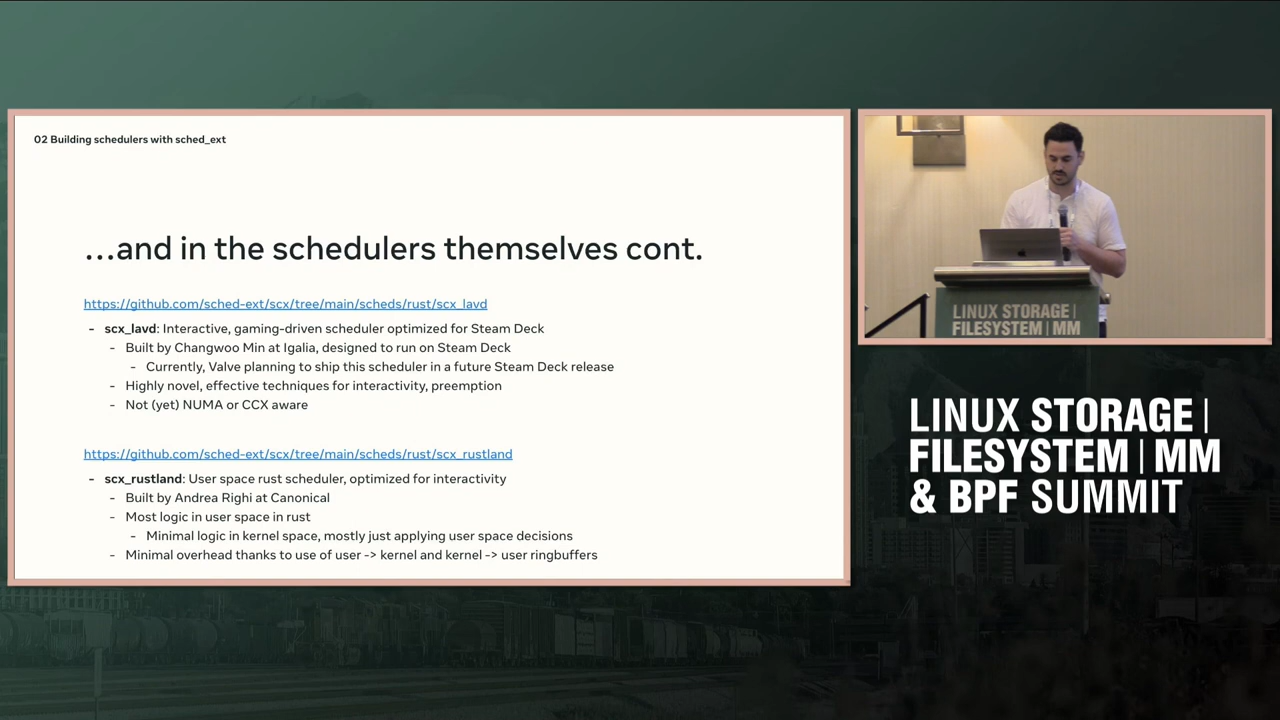 02 Building schedulers with sched_ext
…and in the schedulers themselves cont.
https://github.com/sched-ext/scx/tree/main/scheds/rust/scx_lavd
- scx_lavd: Interactive, gaming-driven scheduler optimized for Steam Deck
- Built by Changwoo Min at Igalia, designed to run on Steam Deck
- Currently, Valve planning to ship this scheduler in a future Steam Deck release
- Highly novel, effective techniques for interactivity, preemption
- Not (yet) NUMA or CCX aware
https://github.com/sched-ext/scx/tree/main/scheds/rust/scx_rustland
- scx_rustland: User space rust scheduler, optimized for interactivity
- Built by Andrea Righi at Canonical
- Most logic in user space in rust
- Minimal logic in kernel space, mostly just applying user space decisions
- Minimal overhead thanks to use of user -> kernel and kernel -> user ringbuffers
LINUX STORAGE |
FILESYSTEM | MM
LINUX STORAGE |
FILESYSTEM | MM
& BPF SUMMIT